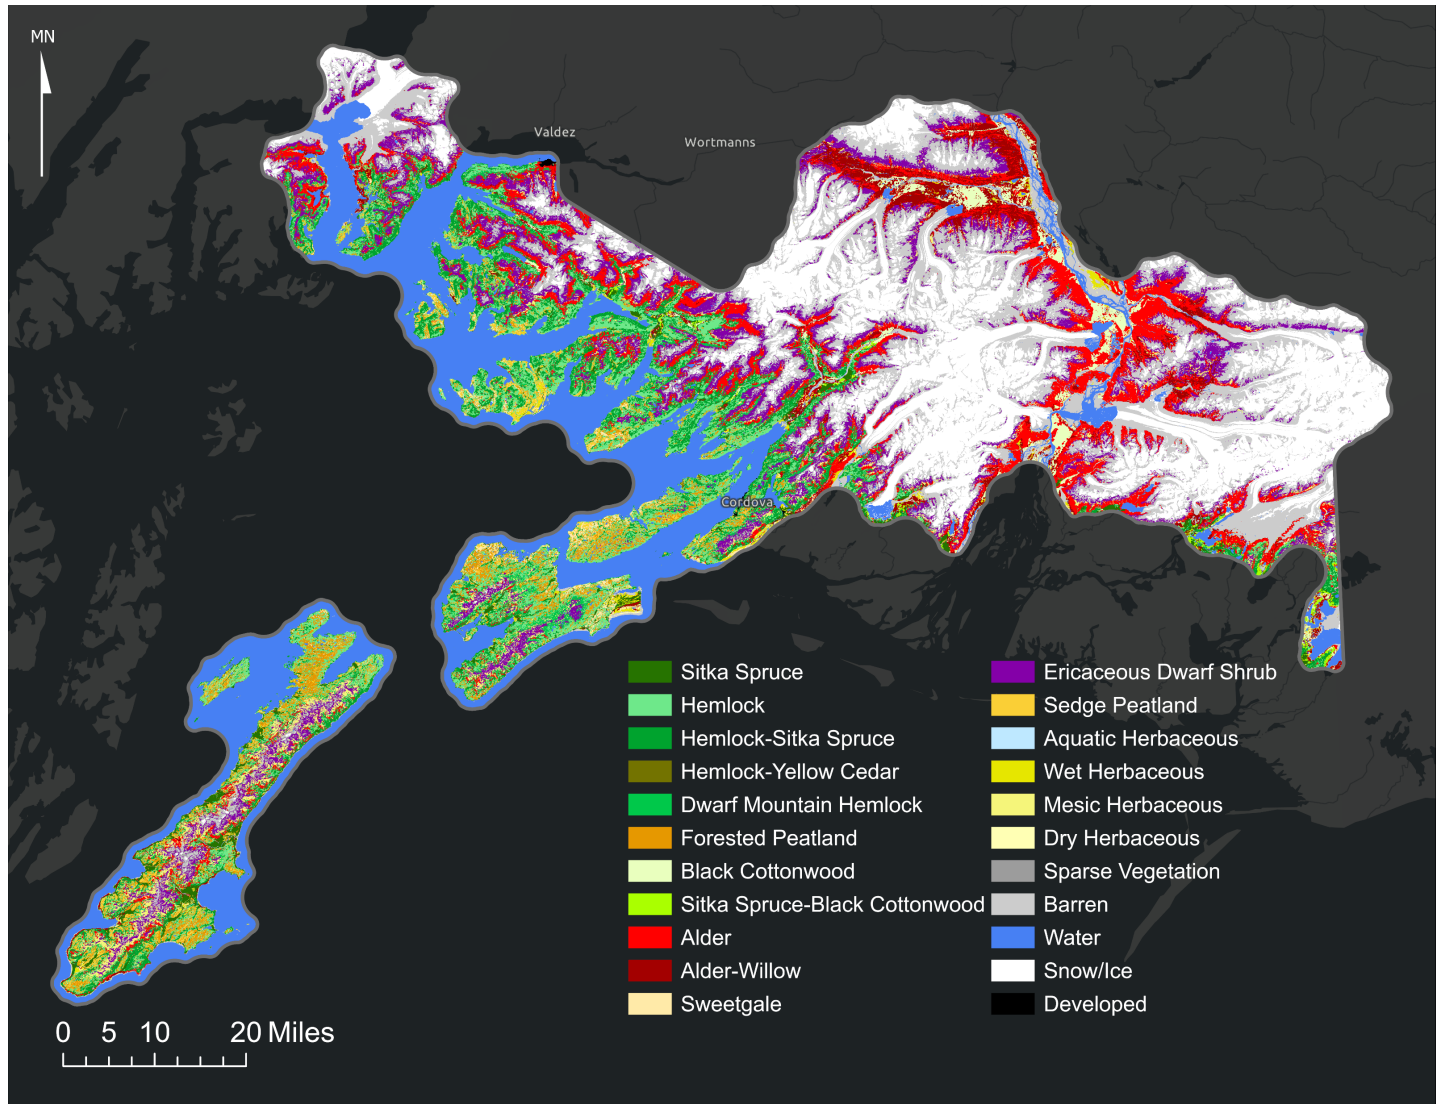 MN
Valdez
Wortmanns
Cordova
Sitka Spruce
Hemlock
Hemlock-Sitka Spruce
Hemlock-Yellow Cedar
Dwarf Mountain Hemlock
Forested Peatland
Black Cottonwood
Sitka Spruce-Black Cottonwood
Alder
Alder-Willow
Sweetgale
Ericaceous Dwarf Shrub
Sedge Peatland
Aquatic Herbaceous
Wet Herbaceous
Mesic Herbaceous
Dry Herbaceous
Sparse Vegetation
Barren
Water
Snow/Ice
Developed
0 5 10 20 Miles